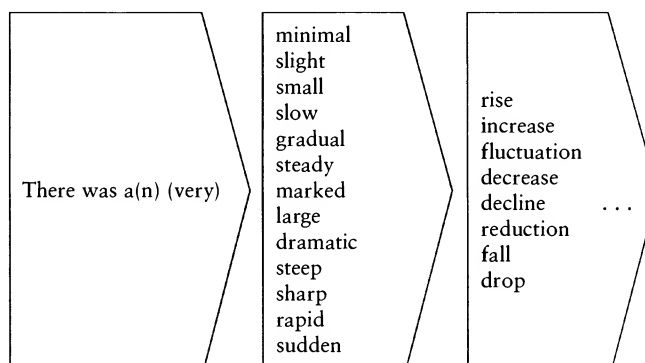 There was a(n) (very)
minimal
slight
small
slow
gradual
steady
marked
large
dramatic
steep
sharp
rapid
sudden
rise
increase
fluctuation
decrease
decline
reduction
fall
drop
. . .